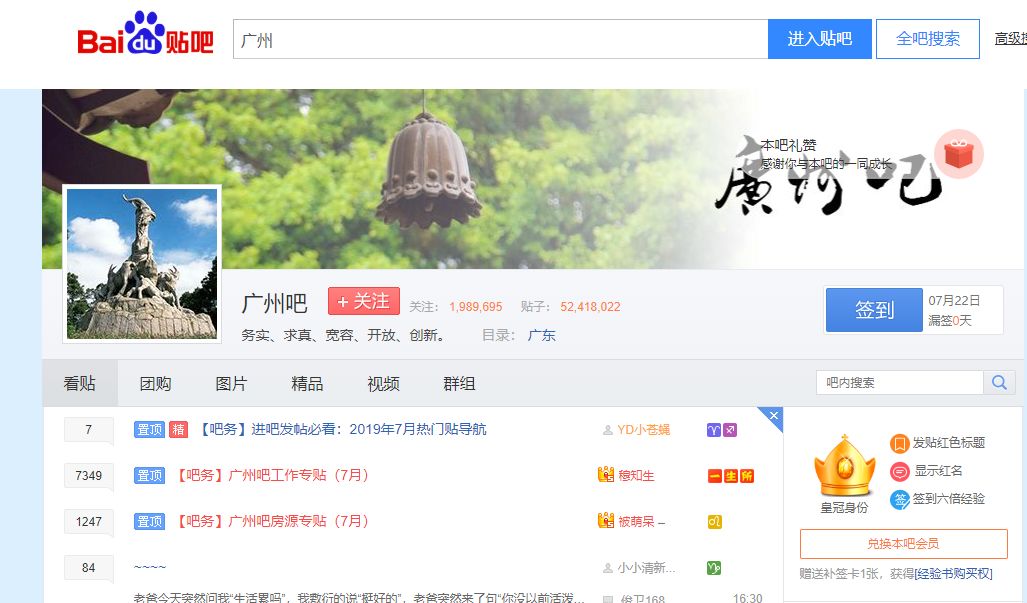 Bai du 贴吧
广州
进入贴吧
全吧搜索
本吧礼赞
感谢你与本吧的一同成长
廣州吧
广州吧
+ 关注
关注： 1,989,695 贴子： 52,418,022
务实、求真、宽容、开放、创新。 目录： 广东
签到
07月22日
漏签0天
看贴 团购 图片 精品 视频 群组
吧内搜索
7 置顶 精 【吧务】进吧发帖必看：2019年7月热门贴导航 YD小苍蝇
7349 置顶 【吧务】广州吧工作专贴（7月） 穆知生 一生所
1247 置顶 【吧务】广州吧房源专贴（7月） 被萌呆 –
84 ~~~~ 小小清新...
老爸今天突然问我“生活累吗”，我敷衍的说“挺好的”，老爸突然来了句“你没以前活泼... 俊卫168 16:30
发贴红色标题
显示红名
签到六倍经验
皇冠身份
兑换本吧会员
赠送补签卡1张，获得[经验书购买权]